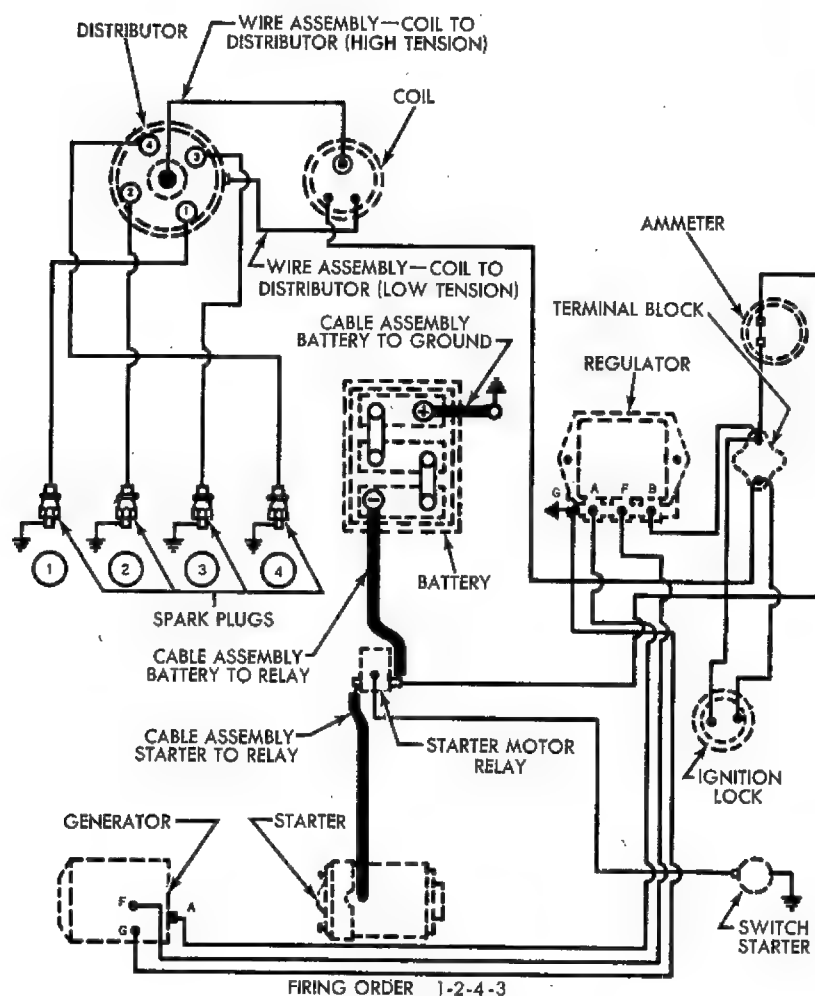 WIRE ASSEMBLY—COIL TO
DISTRIBUTOR (HIGH TENSION)
DISTRIBUTOR
COIL
4
3
2
1
AMMETER
WIRE ASSEMBLY—COIL TO
DISTRIBUTOR (LOW TENSION)
TERMINAL BLOCK
CABLE ASSEMBLY
BATTERY TO GROUND
REGULATOR
+
G A F B
−
1 2 3 4
BATTERY
SPARK PLUGS
CABLE ASSEMBLY
BATTERY TO RELAY
CABLE ASSEMBLY
STARTER TO RELAY
STARTER MOTOR
RELAY
IGNITION
LOCK
GENERATOR
STARTER
F
A
G
SWITCH
STARTER
FIRING ORDER 1-2-4-3